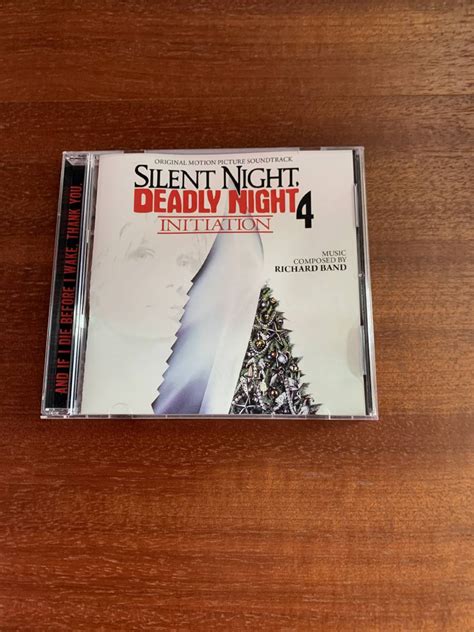 ORIGINAL MOTION PICTURE SOUNDTRACK
SILENT NIGHT,
DEADLY NIGHT 4
INITIATION
MUSIC
COMPOSED BY
RICHARD BAND
AND IF I DIE BEFORE I WAKE, THANK YOU.